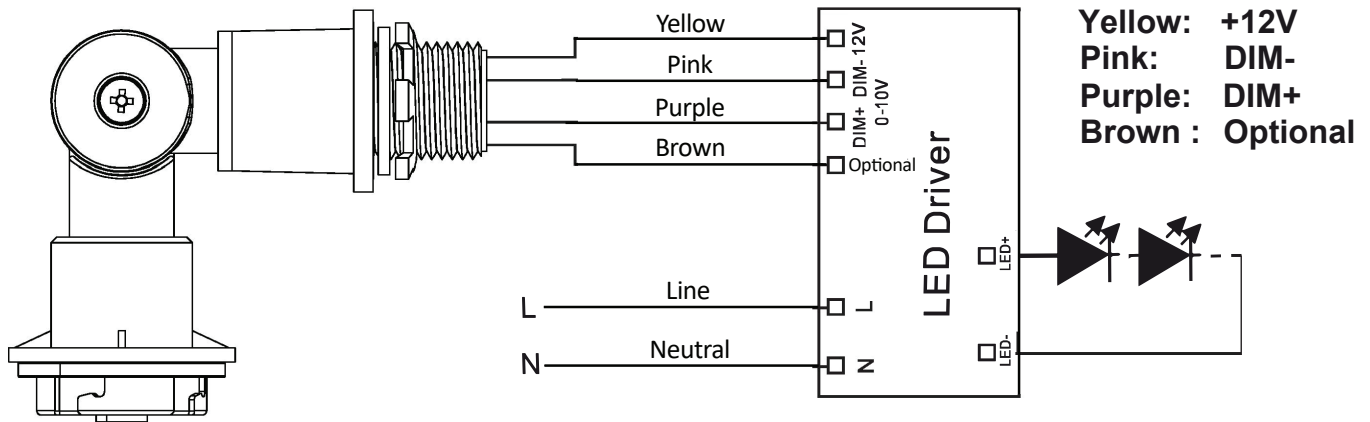 Yellow
Pink
Purple
Brown
12V
DIM-
DIM+
0-10V
Optional
LED Driver
LED+
LED-
L
Line
L
N
Neutral
N
Yellow: +12V
Pink: DIM-
Purple: DIM+
Brown : Optional